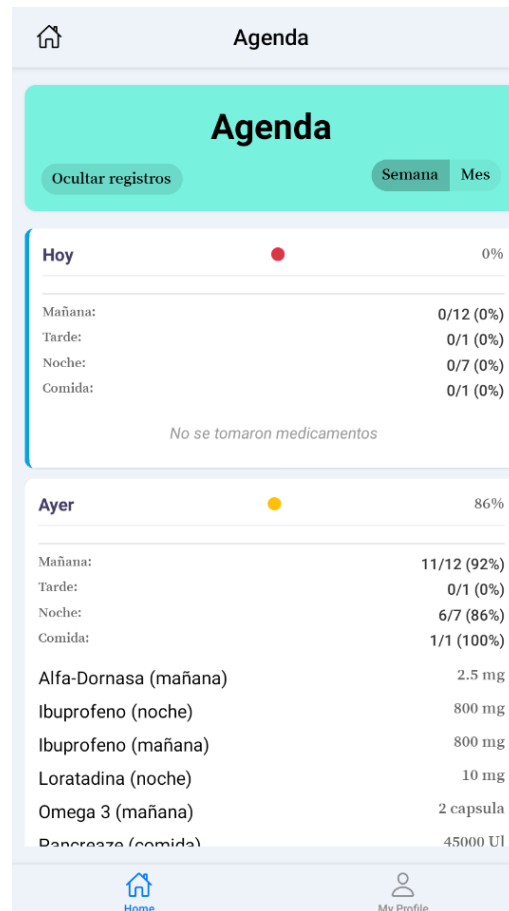 Agenda
Agenda
Ocultar registros
Semana Mes
Hoy 0%
Mañana: 0/12 (0%)
Tarde: 0/1 (0%)
Noche: 0/7 (0%)
Comida: 0/1 (0%)
No se tomaron medicamentos
Ayer 86%
Mañana: 11/12 (92%)
Tarde: 0/1 (0%)
Noche: 6/7 (86%)
Comida: 1/1 (100%)
Alfa-Dornasa (mañana) 2.5 mg
Ibuprofeno (noche) 800 mg
Ibuprofeno (mañana) 800 mg
Loratadina (noche) 10 mg
Omega 3 (mañana) 2 capsula
Pancreaze (comida) 45000 Ul
Home My Profile